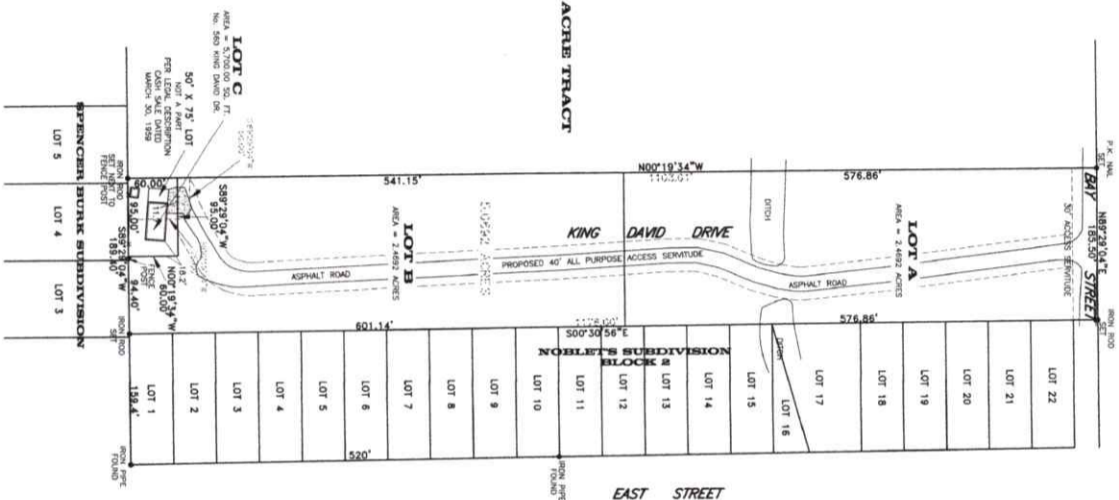 P.K. NAIL
SET
N89°29'04"E
185.50'
IRON ROD
SET
BAY STREET
30' ACCESS SERVITUDE
ACRE TRACT
N00°19'34"W
576.86'
541.15'
LOT A
AREA = 2.4692 ACRES
DITCH
DITCH
ASPHALT ROAD
KING DAVID DRIVE
PROPOSED 40' ALL PURPOSE ACCESS SERVITUDE
LOT B
AREA = 2.4692 ACRES
ASPHALT ROAD
576.86'
601.14'
S00°30'56"E
LOT C
AREA = 5,700.00 SQ. FT.
No. 580 KING DAVID DR.
50' X 75' LOT
NOT A PART
PER LEGAL DESCRIPTION
CASH SALE DATED
MARCH 30, 1959
S89°29'04"W
95.00'
60.00'
18.2'
N00°19'34"W
60.00'
IRON ROD
SET NEXT TO
FENCE POST
95.00'
S89°29'04"W
189.40'
94.40'
FENCE
POST
IRON ROD
SET
159.4'
IRON PIPE
FOUND
SPENCER BURK SUBDIVISION
LOT 5
LOT 4
LOT 3
NOBLET'S SUBDIVISION
BLOCK 2
LOT 22
LOT 21
LOT 20
LOT 19
LOT 18
LOT 17
LOT 16
LOT 15
LOT 14
LOT 13
LOT 12
LOT 11
LOT 10
LOT 9
LOT 8
LOT 7
LOT 6
LOT 5
LOT 4
LOT 3
LOT 2
LOT 1
520'
IRON PIPE
FOUND
EAST STREET